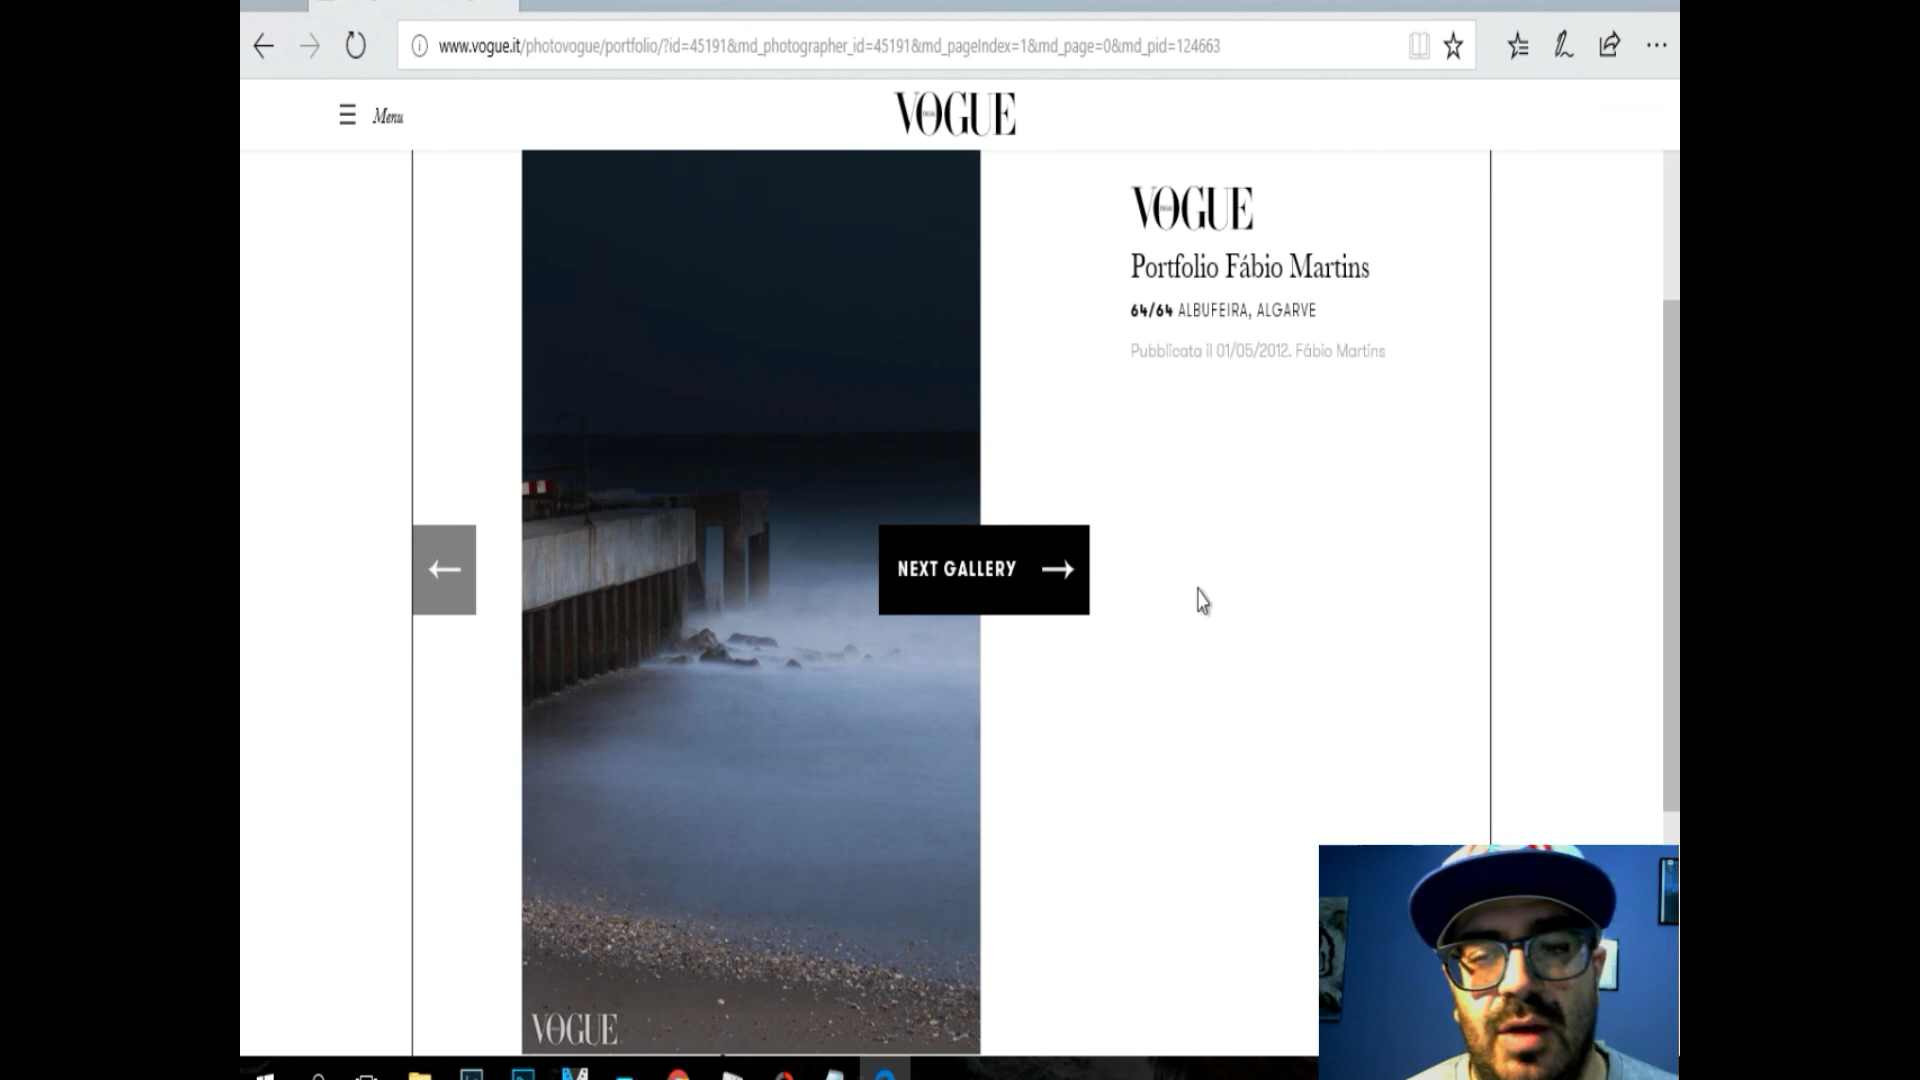 www.vogue.it/photovogue/portfolio/?id=45191&md_photographer_id=45191&md_pageIndex=1&md_page=0&md_pid=124663
Menu
VOGUE
VOGUE
Portfolio Fábio Martins
64/64 ALBUFEIRA, ALGARVE
Pubblicata il 01/05/2012. Fábio Martins
NEXT GALLERY
VOGUE